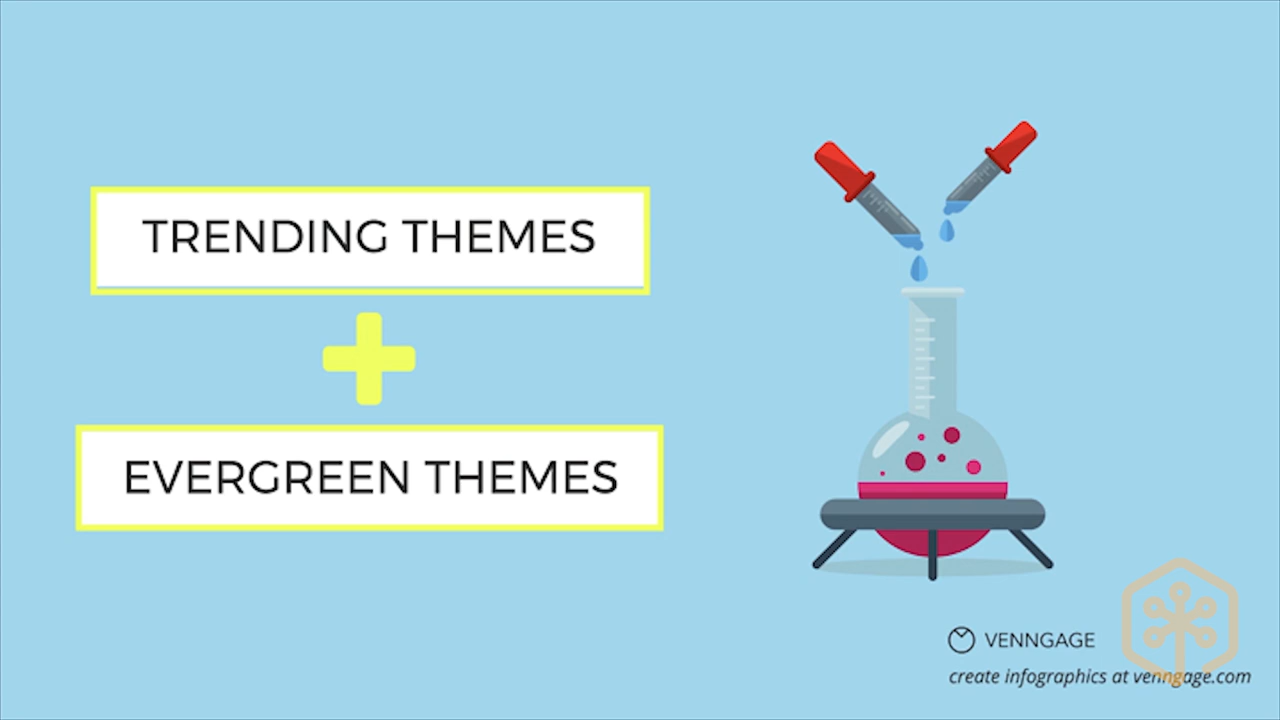 TRENDING THEMES
EVERGREEN THEMES
VENNGAGE
create infographics at venngage.com